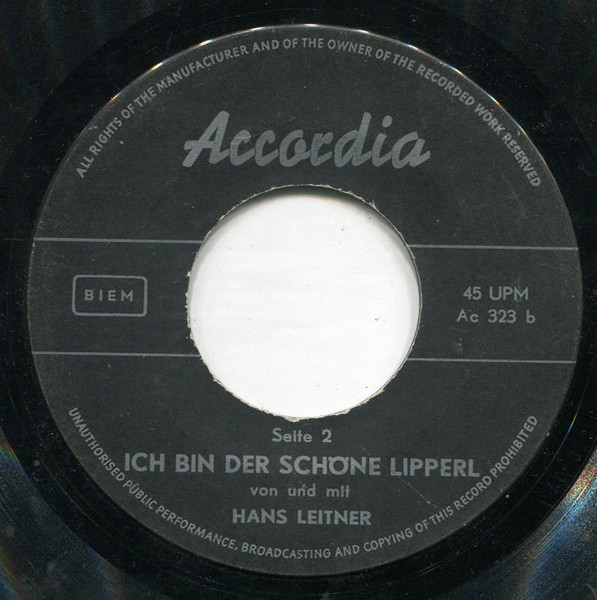 ALL RIGHTS OF THE MANUFACTURER AND OF THE OWNER OF THE RECORDED WORK RESERVED
Accordia
BIEM
45 UPM
Ac 323 b
Seite 2
ICH BIN DER SCHÖNE LIPPERL
von und mit
HANS LEITNER
UNAUTHORISED PUBLIC PERFORMANCE, BROADCASTING AND COPYING OF THIS RECORD PROHIBITED